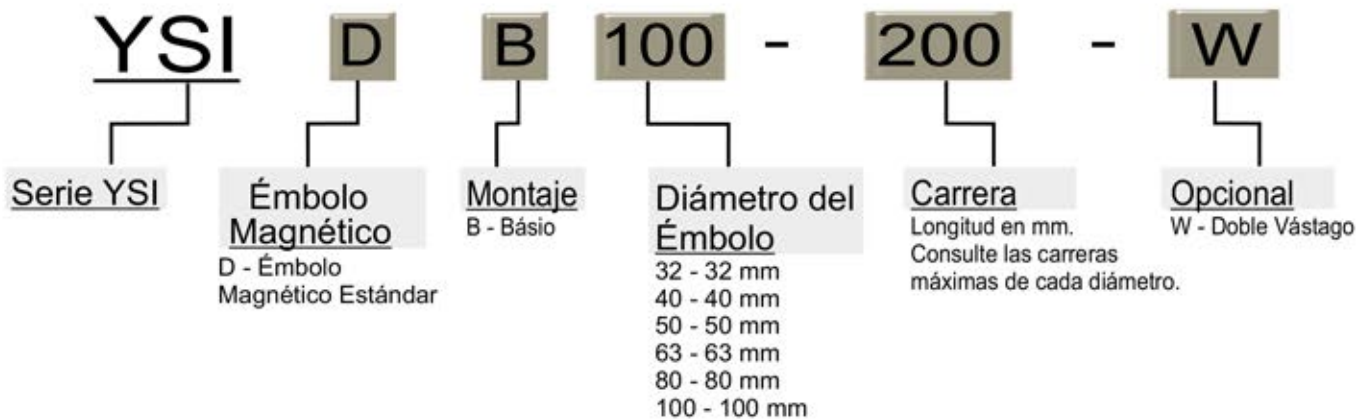 YSI D B 100 - 200 - W
Serie YSI
Émbolo
Magnético
D - Émbolo
Magnético Estándar
Montaje
B - Básio
Diámetro del
Émbolo
32 - 32 mm
40 - 40 mm
50 - 50 mm
63 - 63 mm
80 - 80 mm
100 - 100 mm
Carrera
Longitud en mm.
Consulte las carreras
máximas de cada diámetro.
Opcional
W - Doble Vástago